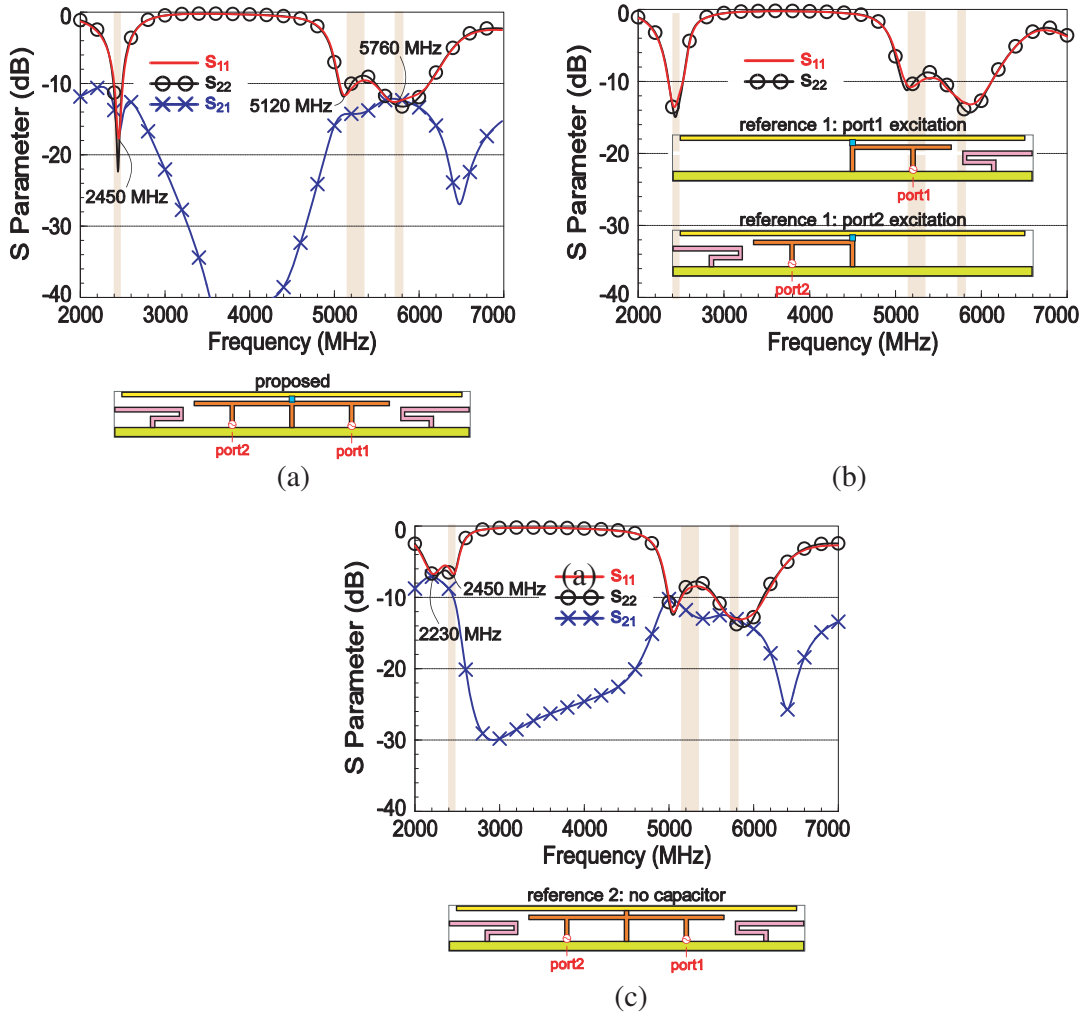 0
-10
-20
-30
-40
2000 3000 4000 5000 6000 7000
S Parameter (dB)
Frequency (MHz)
S11
S22
S21
5760 MHz
5120 MHz
2450 MHz
proposed
port2
port1
(a)
0
-10
-20
-30
-40
2000 3000 4000 5000 6000 7000
S Parameter (dB)
Frequency (MHz)
S11
S22
reference 1: port1 excitation
port1
reference 1: port2 excitation
port2
(b)
0
-10
-20
-30
-40
2000 3000 4000 5000 6000 7000
S Parameter (dB)
Frequency (MHz)
(a)
S11
S22
S21
2450 MHz
2230 MHz
reference 2: no capacitor
port2
port1
(c)